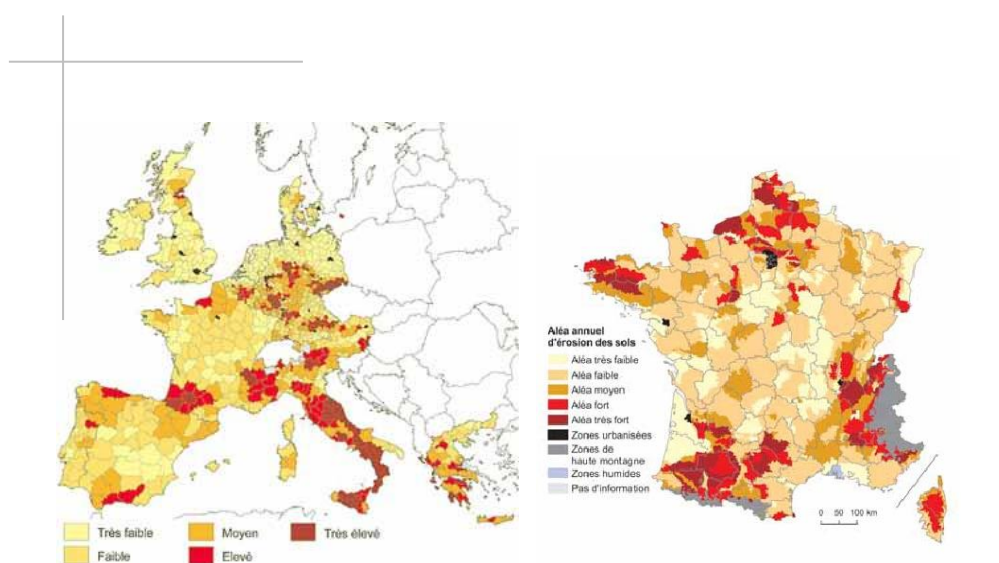 Très faible
Faible
Moyen
Elevé
Très élevé
Aléa annuel
d'érosion des sols
Aléa très faible
Aléa faible
Aléa moyen
Aléa fort
Aléa très fort
Zones urbanisées
Zones de
haute montagne
Zones humides
Pas d'information
0 50 100 km